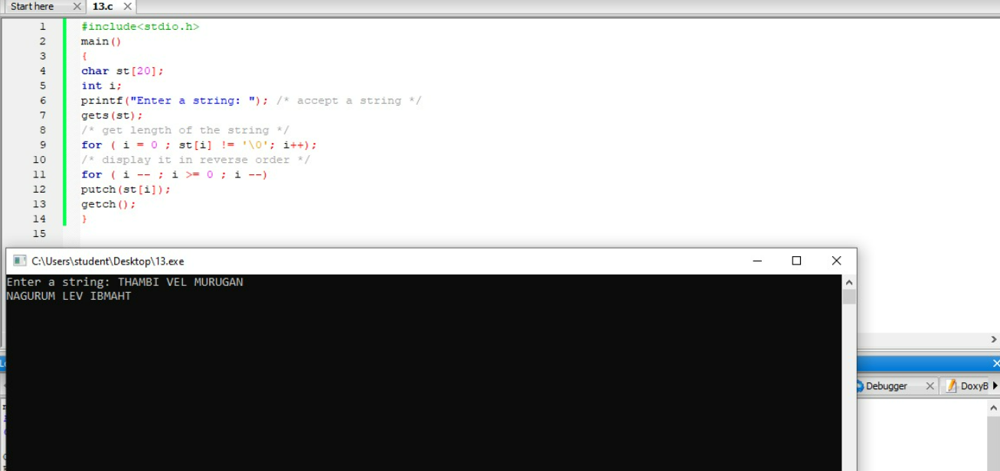 Start here
13.c
1 #include<stdio.h>
2 main()
3 {
4 char st[20];
5 int i;
6 printf("Enter a string: "); /* accept a string */
7 gets(st);
8 /* get length of the string */
9 for ( i = 0 ; st[i] != '\0'; i++);
10 /* display it in reverse order */
11 for ( i -- ; i >= 0 ; i --)
12 putch(st[i]);
13 getch();
14 }
15
C:\Users\student\Desktop\13.exe
Enter a string: THAMBI VEL MURUGAN
NAGURUM LEV IBMAHT
Debugger
DoxyB